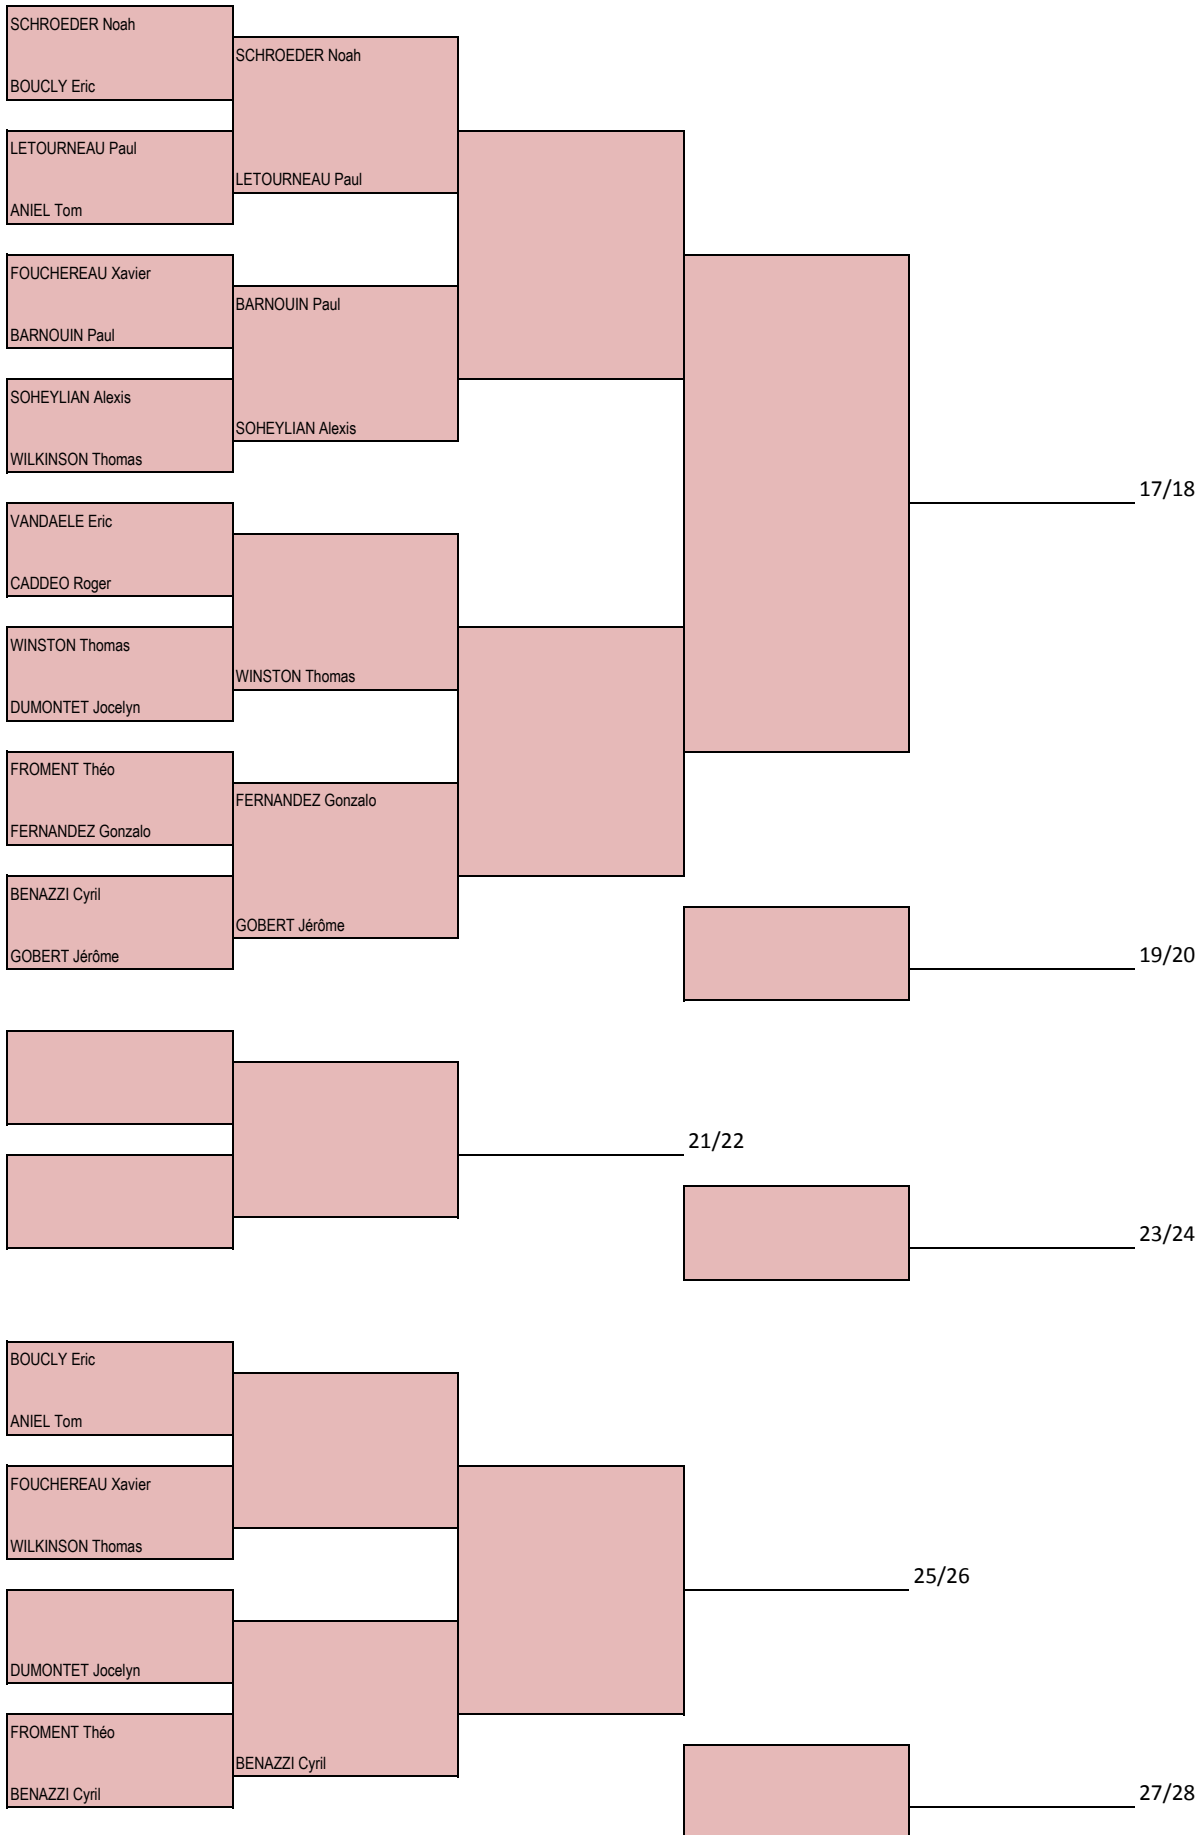 SCHROEDER Noah
BOUCLY Eric
LETOURNEAU Paul
ANIEL Tom
FOUCHEREAU Xavier
BARNOUIN Paul
SOHEYLIAN Alexis
WILKINSON Thomas
VANDAELE Eric
CADDEO Roger
WINSTON Thomas
DUMONTET Jocelyn
FROMENT Théo
FERNANDEZ Gonzalo
BENAZZI Cyril
GOBERT Jérôme
SCHROEDER Noah
LETOURNEAU Paul
BARNOUIN Paul
SOHEYLIAN Alexis
WINSTON Thomas
FERNANDEZ Gonzalo
GOBERT Jérôme
17/18
19/20
21/22
23/24
BOUCLY Eric
ANIEL Tom
FOUCHEREAU Xavier
WILKINSON Thomas
DUMONTET Jocelyn
FROMENT Théo
BENAZZI Cyril
BENAZZI Cyril
25/26
27/28